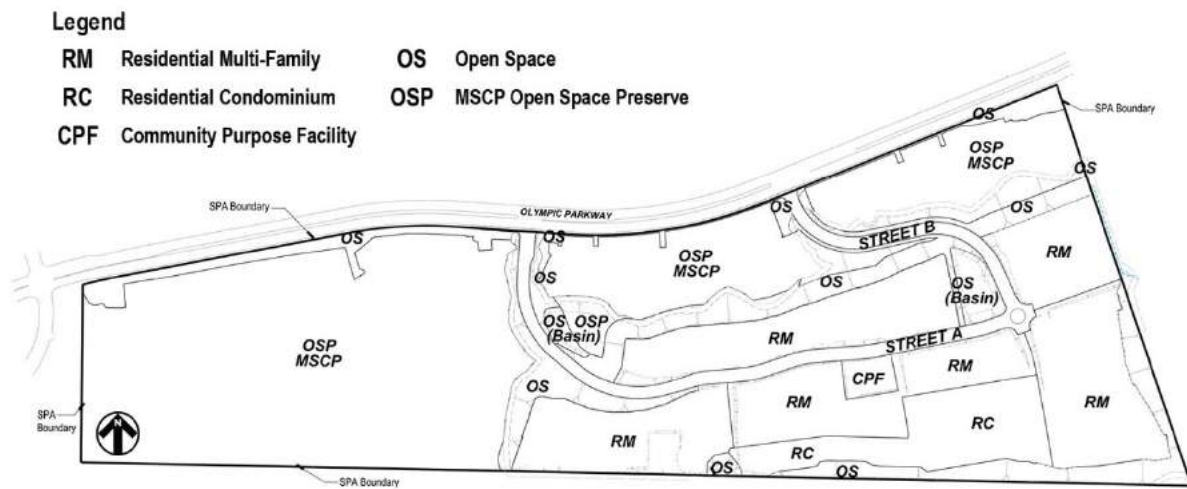 Legend
RM Residential Multi-Family OS Open Space
RC Residential Condominium OSP MSCP Open Space Preserve
CPF Community Purpose Facility
SPA Boundary
OS
OSP
MSCP
OS
SPA Boundary
OLYMPIC PARKWAY
OS
OS
OS
OS
STREET B
RM
OSP
MSCP
OS
OS
OS
(Basin)
OS
(Basin)
OSP
STREET A
RM
OSP
MSCP
CPF
RM
OS
RM
RM
SPA
Boundary
N
RC
RM
RC
OS
OS
SPA Boundary